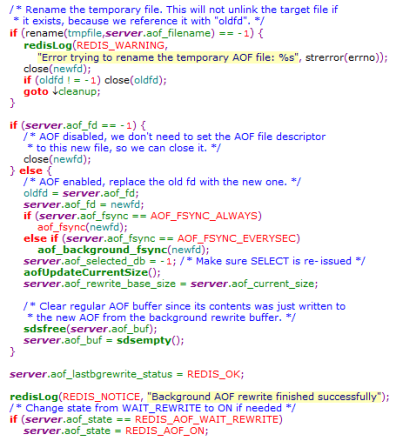 /* Rename the temporary file. This will not unlink the target file if
* it exists, because we reference it with "oldfd". */
if (rename(tmpfile,server.aof_filename) == -1) {
redisLog(REDIS_WARNING,
"Error trying to rename the temporary AOF file: %s", strerror(errno));
close(newfd);
if (oldfd != -1) close(oldfd);
goto ↓cleanup;
}
if (server.aof_fd == -1) {
/* AOF disabled, we don't need to set the AOF file descriptor
* to this new file, so we can close it. */
close(newfd);
} else {
/* AOF enabled, replace the old fd with the new one. */
oldfd = server.aof_fd;
server.aof_fd = newfd;
if (server.aof_fsync == AOF_FSYNC_ALWAYS)
aof_fsync(newfd);
else if (server.aof_fsync == AOF_FSYNC_EVERYSEC)
aof_background_fsync(newfd);
server.aof_selected_db = -1; /* Make sure SELECT is re-issued */
aofUpdateCurrentSize();
server.aof_rewrite_base_size = server.aof_current_size;
/* Clear regular AOF buffer since its contents was just written to
* the new AOF from the background rewrite buffer. */
sdsfree(server.aof_buf);
server.aof_buf = sdsempty();
}
server.aof_lastbgrewrite_status = REDIS_OK;
redisLog(REDIS_NOTICE, "Background AOF rewrite finished successfully");
/* Change state from WAIT_REWRITE to ON if needed */
if (server.aof_state == REDIS_AOF_WAIT_REWRITE)
server.aof_state = REDIS_AOF_ON;